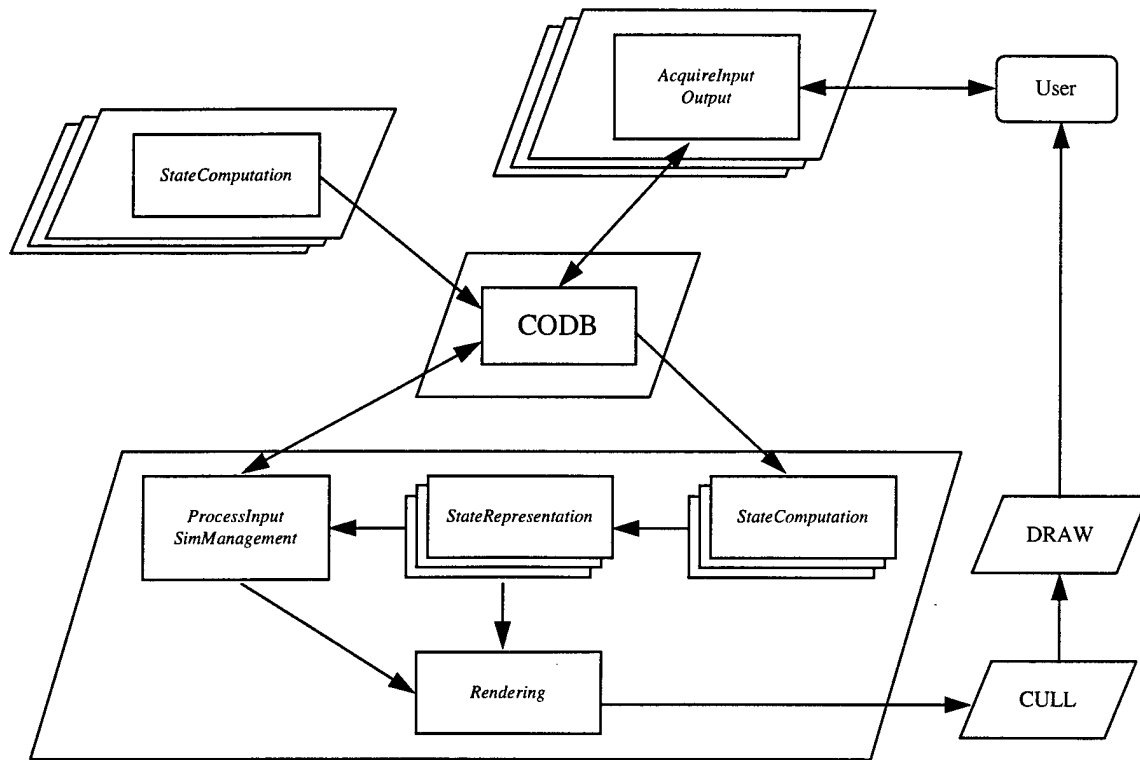 AcquireInput
Output
User
StateComputation
CODB
ProcessInput
SimManagement
StateRepresentation
StateComputation
DRAW
Rendering
CULL